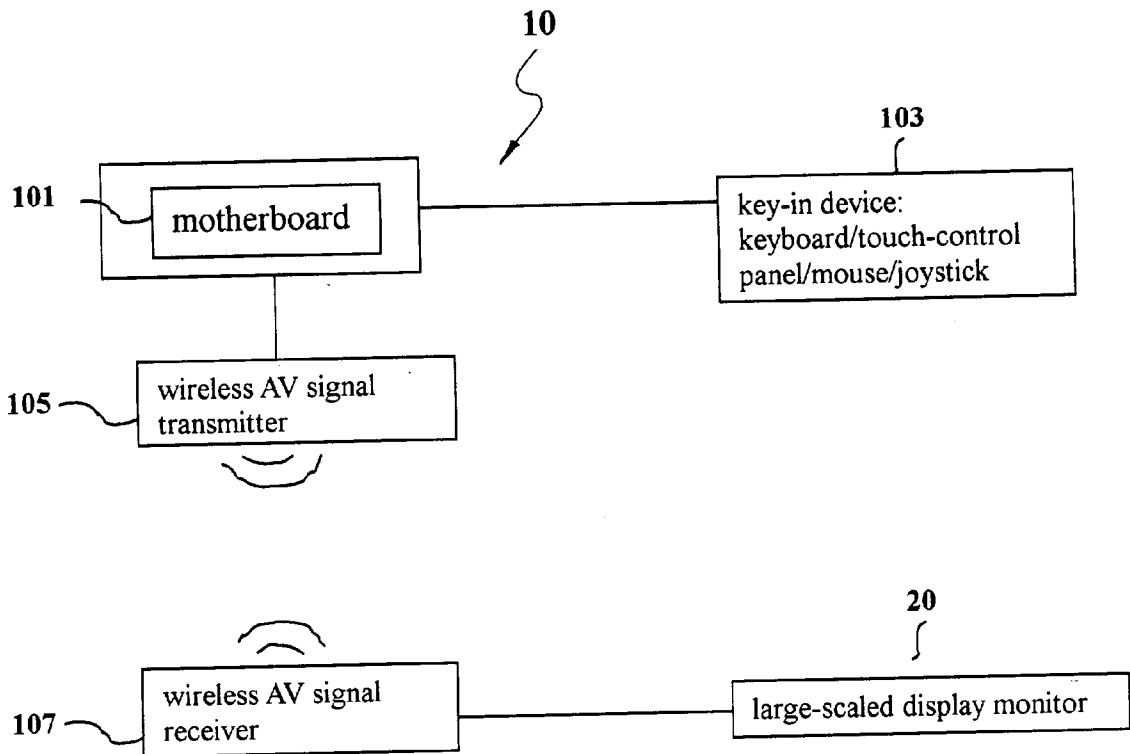 10
103
101
motherboard
key-in device:
keyboard/touch-control
panel/mouse/joystick
105
wireless AV signal
transmitter
20
107
wireless AV signal
receiver
large-scaled display monitor